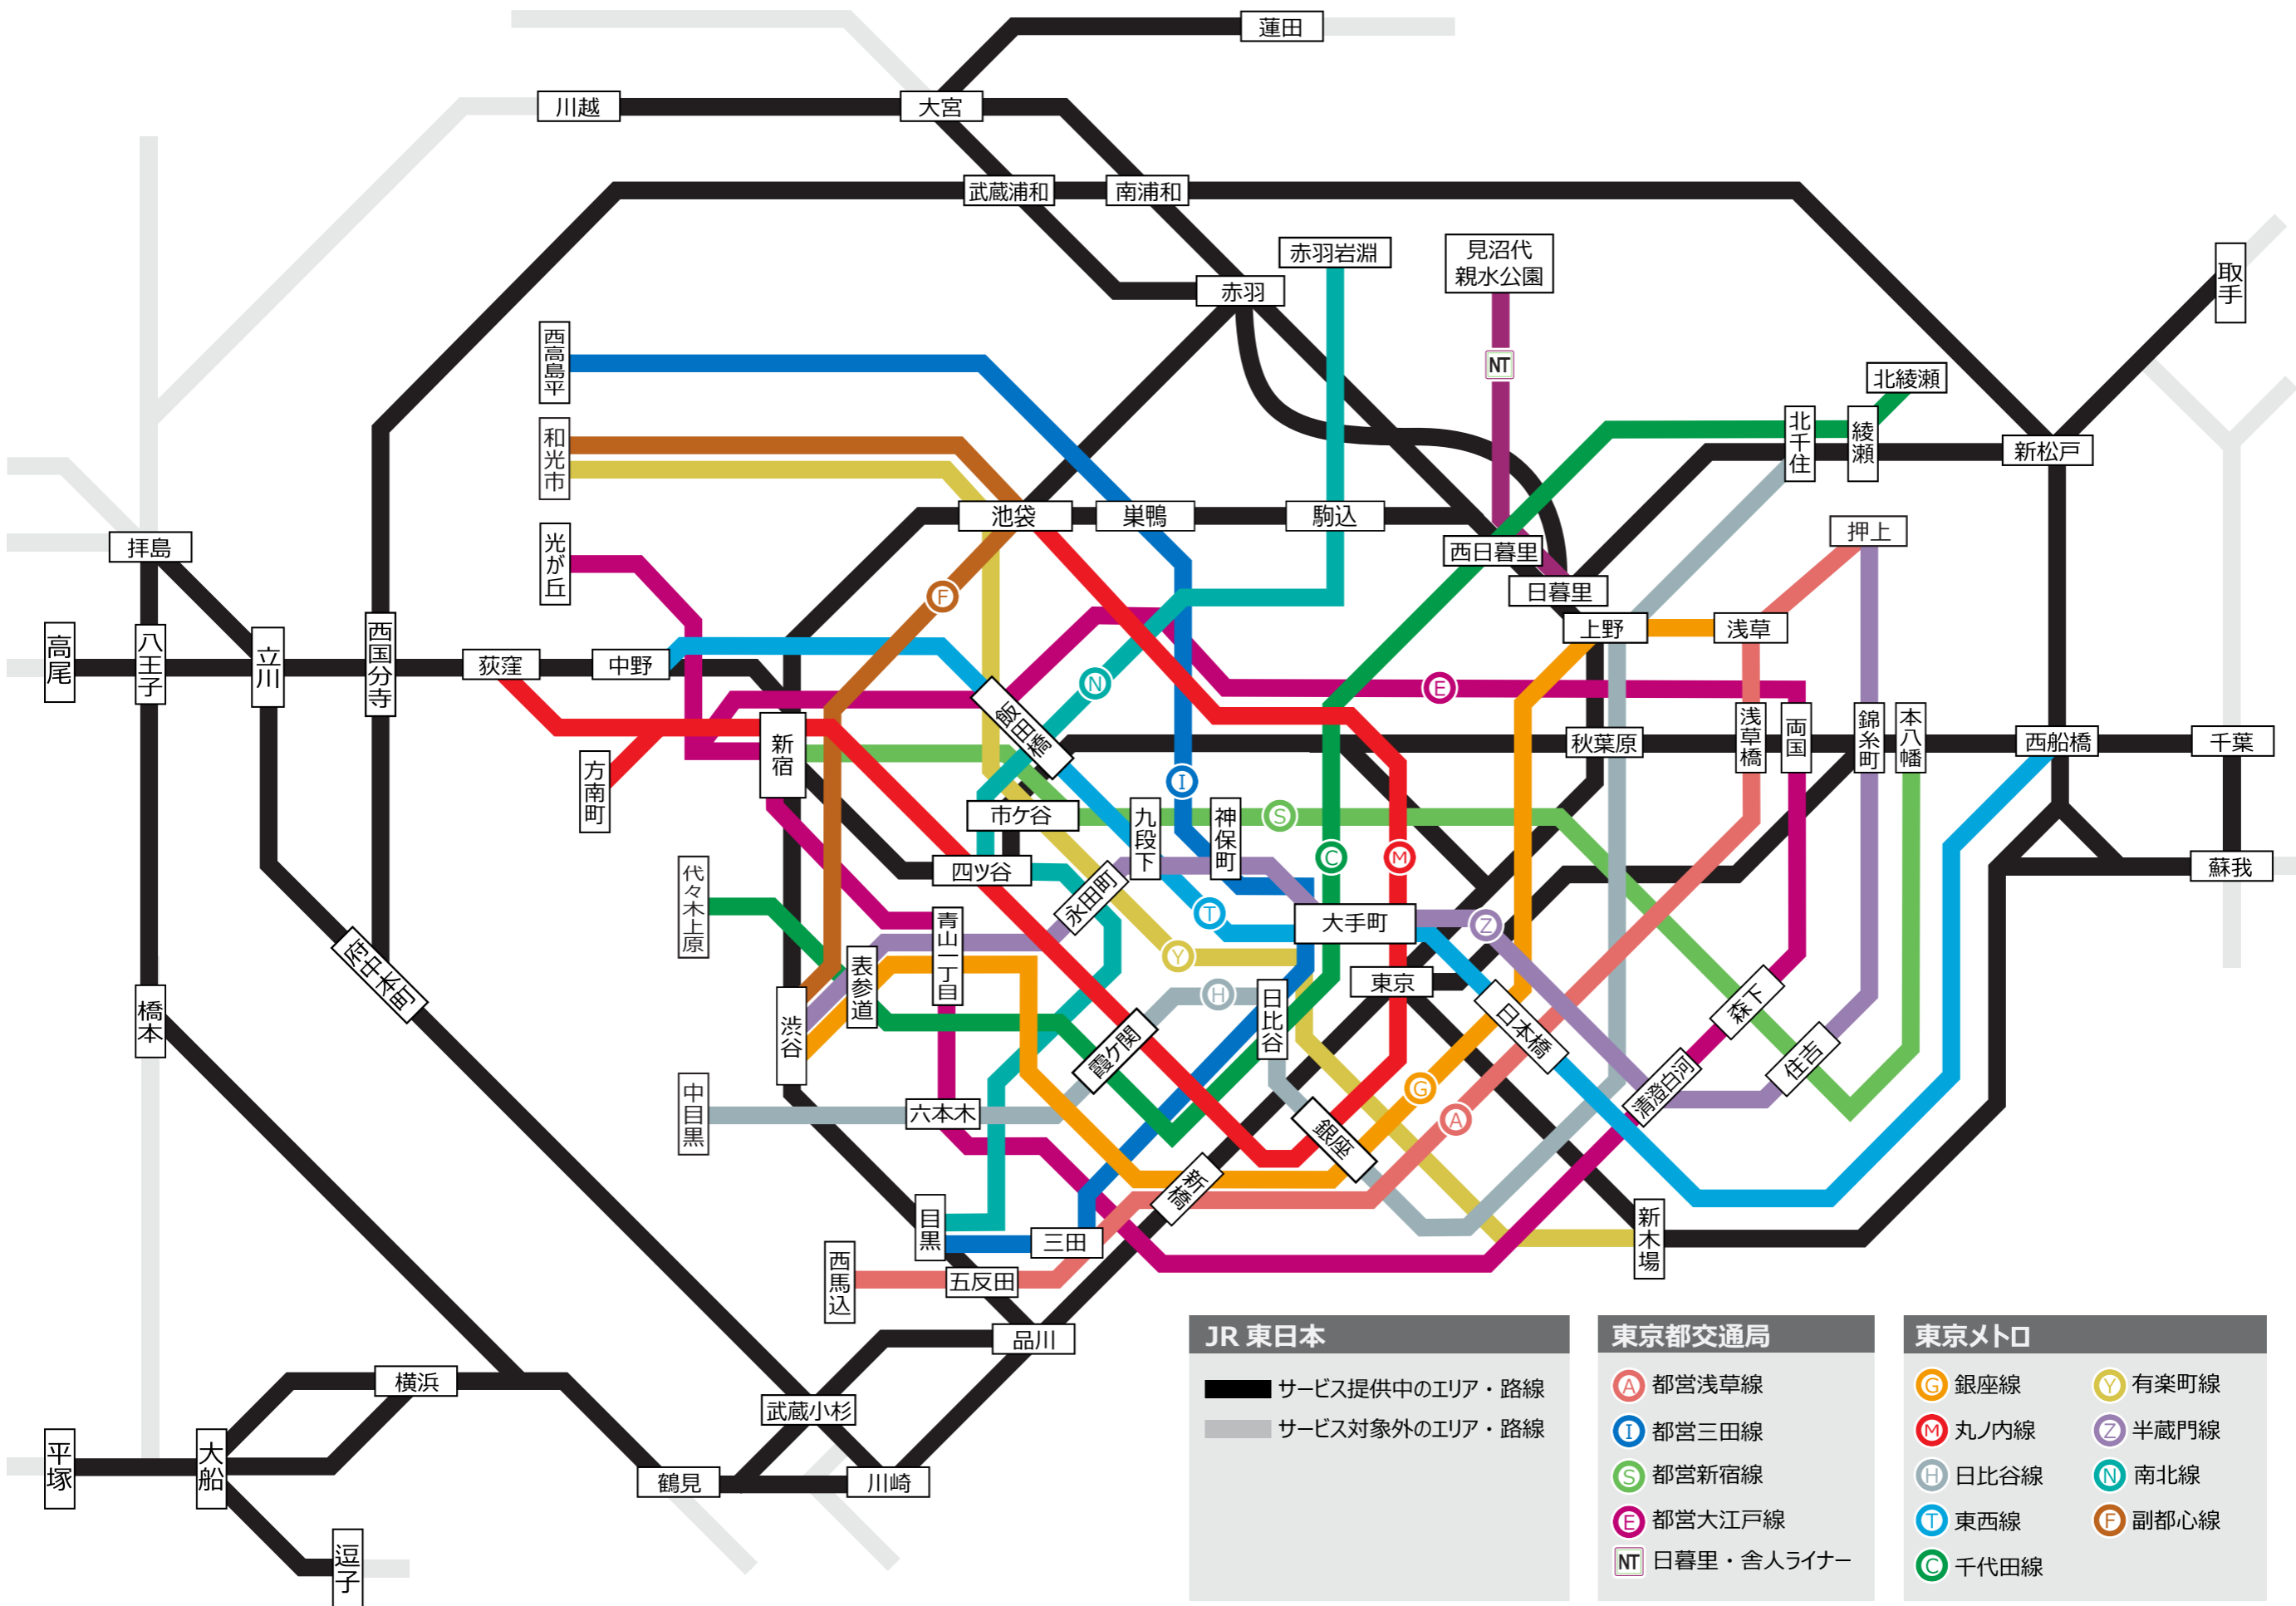 蓮田
川越
大宮
武蔵浦和
南浦和
赤羽岩淵
見沼代
親水公園
取手
赤羽
西高島平
北綾瀬
和光市
北千住
綾瀬
新松戸
池袋
巣鴨
駒込
押上
光が丘
拝島
西日暮里
日暮里
上野
浅草
高尾
八王子
立川
西国分寺
荻窪
中野
飯田橋
新宿
秋葉原
浅草橋
両国
錦糸町
本八幡
西船橋
千葉
方南町
市ケ谷
九段下
神保町
代々木上原
四ツ谷
永田町
蘇我
青山一丁目
大手町
府中本町
表参道
東京
橋本
渋谷
霞ケ関
日比谷
日本橋
森下
住吉
清澄白河
中目黒
六本木
銀座
新橋
目黒
三田
新木場
西馬込
五反田
品川
横浜
武蔵小杉
平塚
大船
鶴見
川崎
逗子
NT
F
N
E
I
S
C
M
T
Z
Y
H
G
A
JR 東日本
サービス提供中のエリア・路線
サービス対象外のエリア・路線
東京都交通局
A 都営浅草線
I 都営三田線
S 都営新宿線
E 都営大江戸線
NT 日暮里・舎人ライナー
東京メトロ
G 銀座線
M 丸ノ内線
H 日比谷線
T 東西線
C 千代田線
Y 有楽町線
Z 半蔵門線
N 南北線
F 副都心線